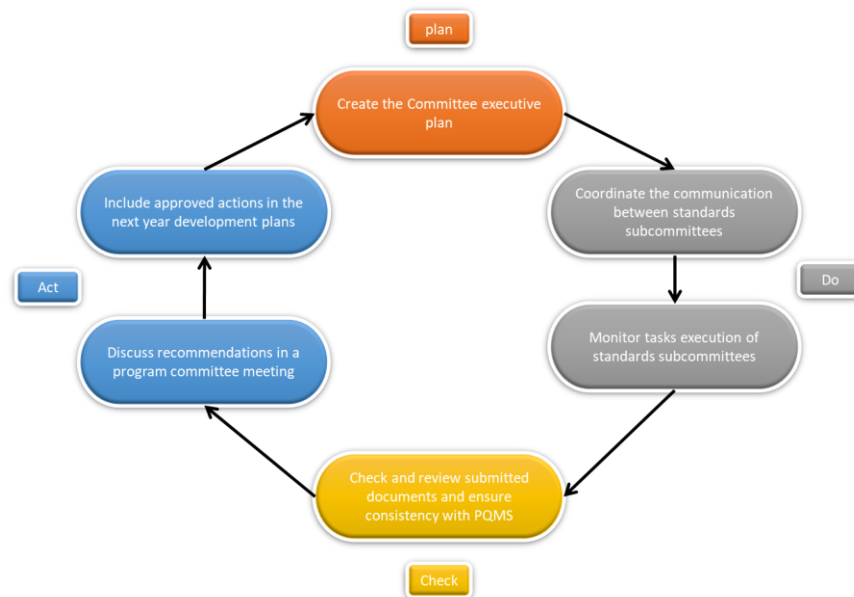 plan
Create the Committee executive
plan
Include approved actions in the
next year development plans
Coordinate the communication
between standards
subcommittees
Act
Do
Discuss recommendations in a
program committee meeting
Monitor tasks execution of
standards subcommittees
Check and review submitted
documents and ensure
consistency with PQMS
Check